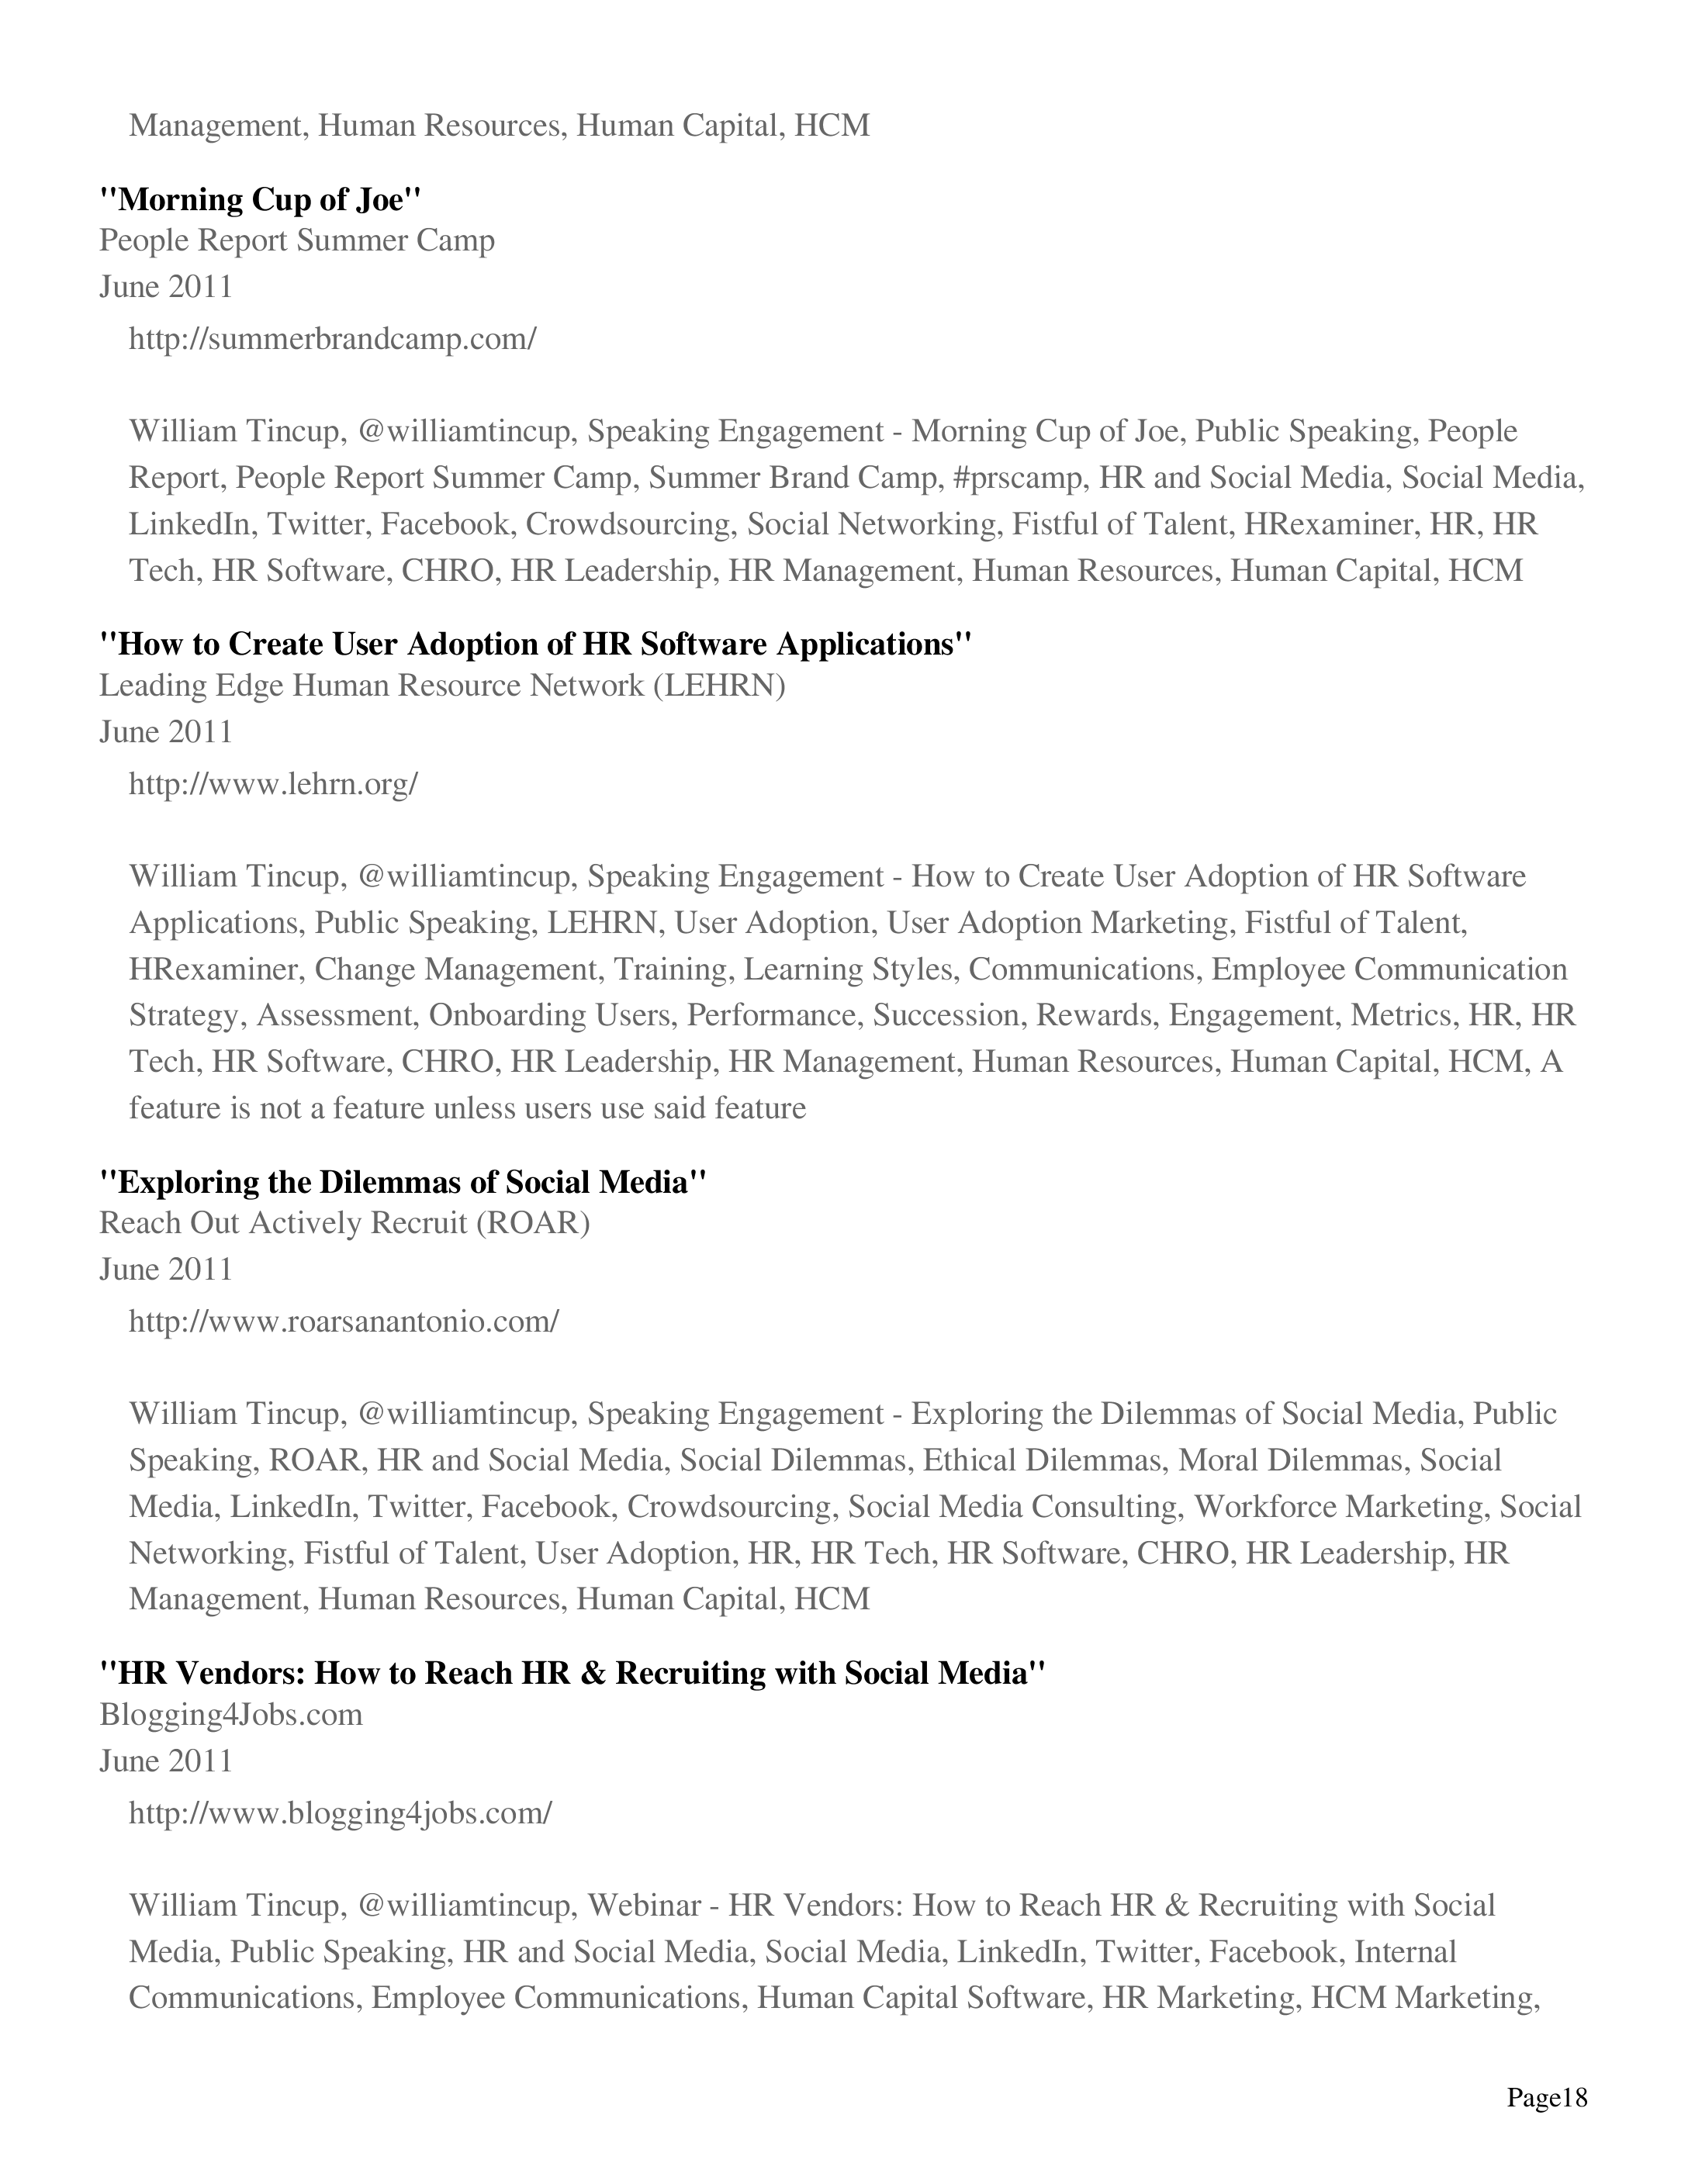 Management, Human Resources, Human Capital, HCM
"Morning Cup of Joe"
People Report Summer Camp
June 2011
http://summerbrandcamp.com/
William Tincup, @williamtincup, Speaking Engagement - Morning Cup of Joe, Public Speaking, People
Report, People Report Summer Camp, Summer Brand Camp, #prscamp, HR and Social Media, Social Media,
LinkedIn, Twitter, Facebook, Crowdsourcing, Social Networking, Fistful of Talent, HRexaminer, HR, HR
Tech, HR Software, CHRO, HR Leadership, HR Management, Human Resources, Human Capital, HCM
"How to Create User Adoption of HR Software Applications"
Leading Edge Human Resource Network (LEHRN)
June 2011
http://www.lehrn.org/
William Tincup, @williamtincup, Speaking Engagement - How to Create User Adoption of HR Software
Applications, Public Speaking, LEHRN, User Adoption, User Adoption Marketing, Fistful of Talent,
HRexaminer, Change Management, Training, Learning Styles, Communications, Employee Communication
Strategy, Assessment, Onboarding Users, Performance, Succession, Rewards, Engagement, Metrics, HR, HR
Tech, HR Software, CHRO, HR Leadership, HR Management, Human Resources, Human Capital, HCM, A
feature is not a feature unless users use said feature
"Exploring the Dilemmas of Social Media"
Reach Out Actively Recruit (ROAR)
June 2011
http://www.roarsanantonio.com/
William Tincup, @williamtincup, Speaking Engagement - Exploring the Dilemmas of Social Media, Public
Speaking, ROAR, HR and Social Media, Social Dilemmas, Ethical Dilemmas, Moral Dilemmas, Social
Media, LinkedIn, Twitter, Facebook, Crowdsourcing, Social Media Consulting, Workforce Marketing, Social
Networking, Fistful of Talent, User Adoption, HR, HR Tech, HR Software, CHRO, HR Leadership, HR
Management, Human Resources, Human Capital, HCM
"HR Vendors: How to Reach HR & Recruiting with Social Media"
Blogging4Jobs.com
June 2011
http://www.blogging4jobs.com/
William Tincup, @williamtincup, Webinar - HR Vendors: How to Reach HR & Recruiting with Social
Media, Public Speaking, HR and Social Media, Social Media, LinkedIn, Twitter, Facebook, Internal
Communications, Employee Communications, Human Capital Software, HR Marketing, HCM Marketing,
Page18